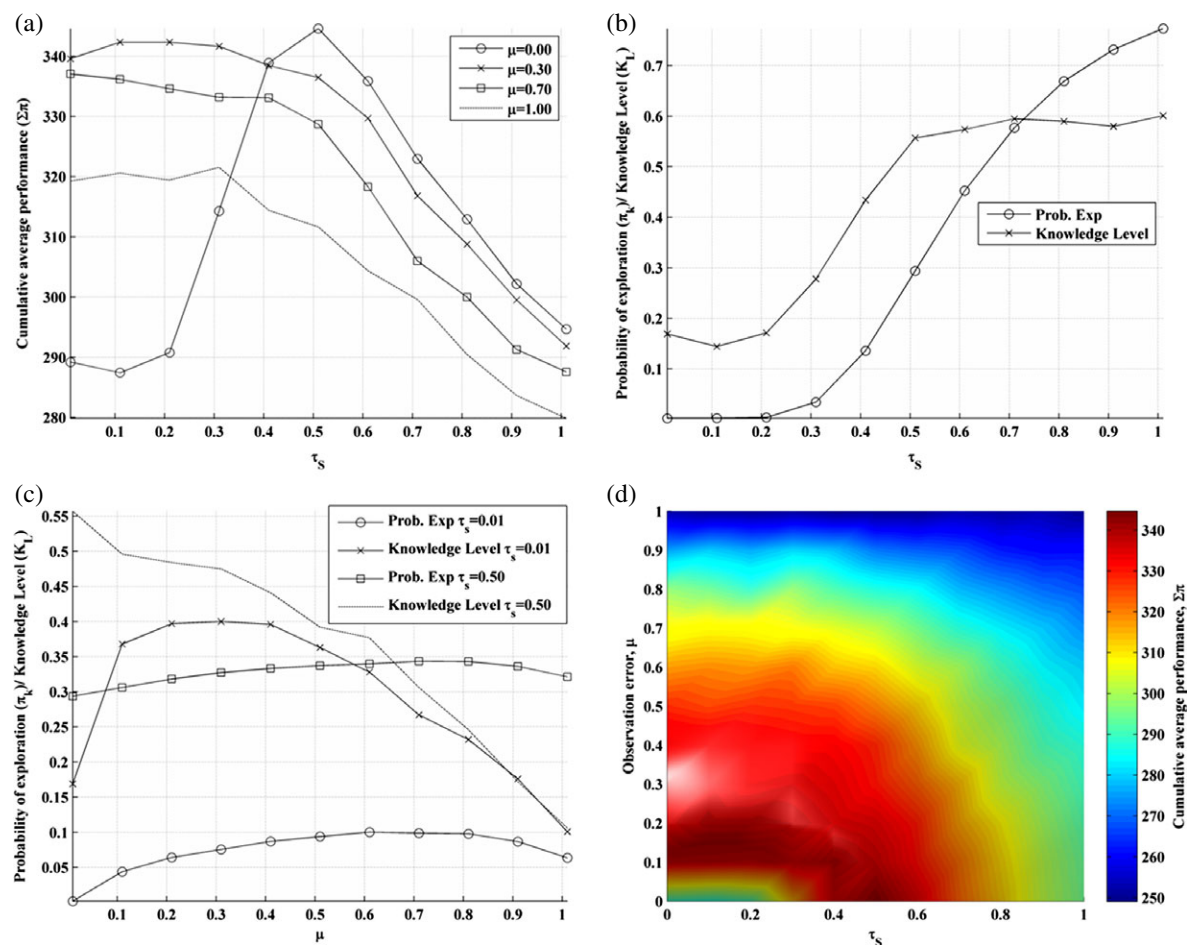 (a)
Cumulative average performance (Σπ)
340
330
320
310
300
290
280
0.1 0.2 0.3 0.4 0.5 0.6 0.7 0.8 0.9 1
τS
μ=0.00
μ=0.30
μ=0.70
μ=1.00
(b)
Probability of exploration (πk)/ Knowledge Level (KL)
0.7
0.6
0.5
0.4
0.3
0.2
0.1
0.1 0.2 0.3 0.4 0.5 0.6 0.7 0.8 0.9 1
τS
Prob. Exp
Knowledge Level
(c)
Probability of exploration (πk)/ Knowledge Level (KL)
0.55
0.5
0.45
0.4
0.35
0.3
0.25
0.2
0.15
0.1
0.05
0.1 0.2 0.3 0.4 0.5 0.6 0.7 0.8 0.9 1
μ
Prob. Exp τs=0.01
Knowledge Level τs=0.01
Prob. Exp τs=0.50
Knowledge Level τs=0.50
(d)
Observation error, μ
1
0.9
0.8
0.7
0.6
0.5
0.4
0.3
0.2
0.1
0
0 0.2 0.4 0.6 0.8 1
τS
340
330
320
310
300
290
280
270
260
250
Cumulative average performance, Σπ